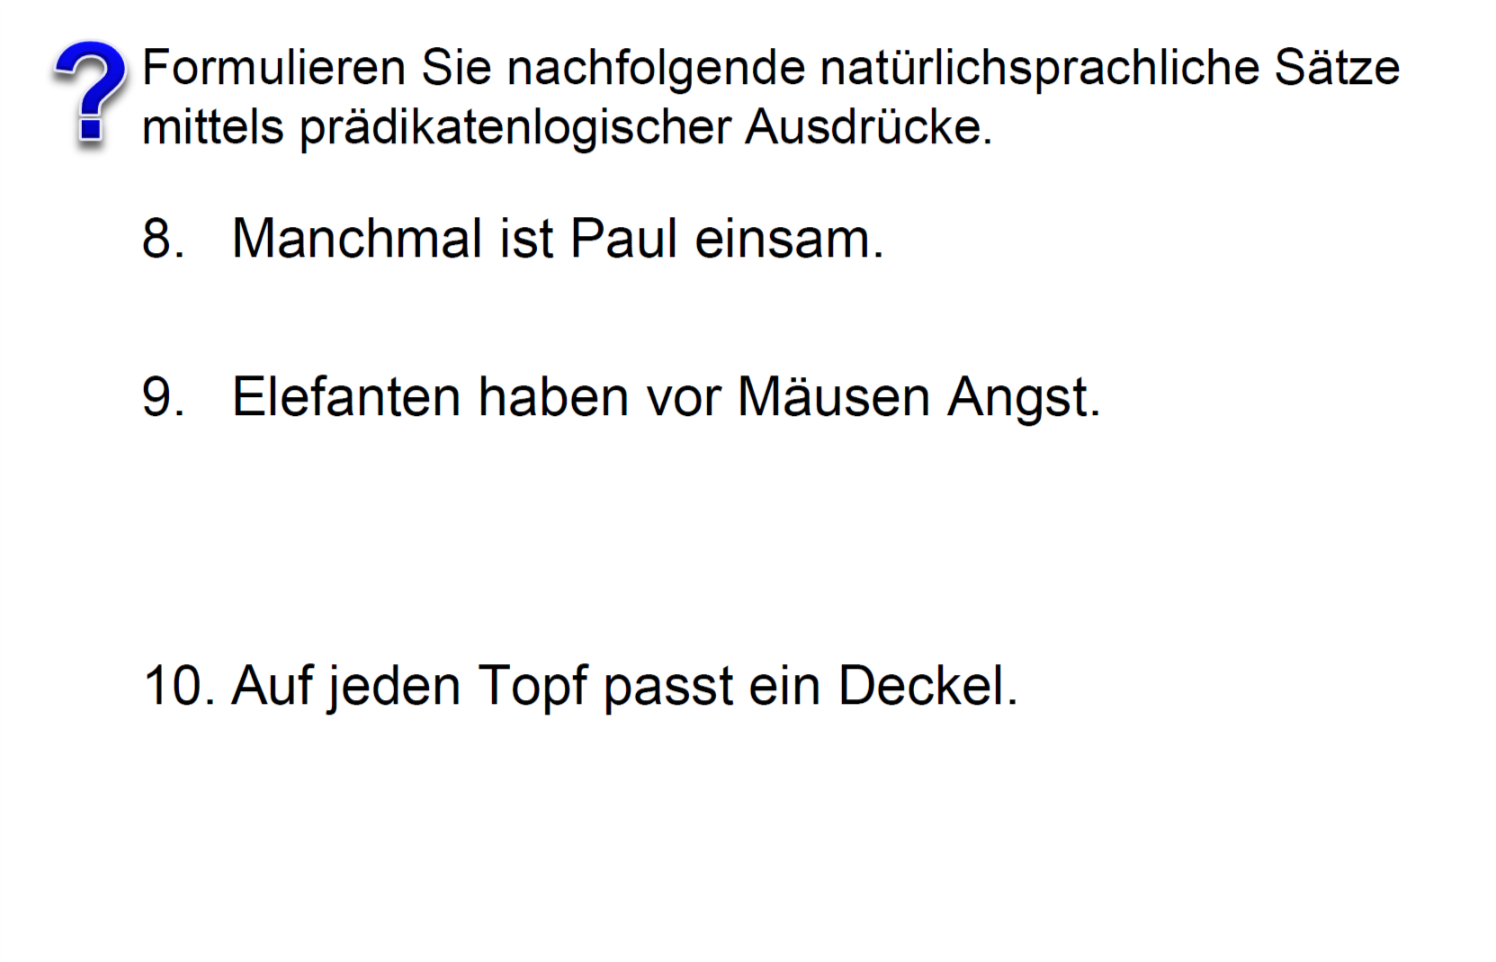 ?
Formulieren Sie nachfolgende natürlichsprachliche Sätze
mittels prädikatenlogischer Ausdrücke.
8. Manchmal ist Paul einsam.
9. Elefanten haben vor Mäusen Angst.
10. Auf jeden Topf passt ein Deckel.